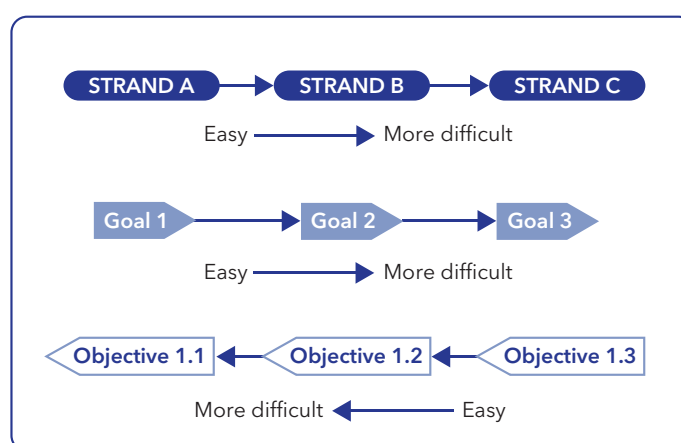 STRAND A STRAND B STRAND C
Easy More difficult
Goal 1 Goal 2 Goal 3
Easy More difficult
Objective 1.1 Objective 1.2 Objective 1.3
More difficult Easy